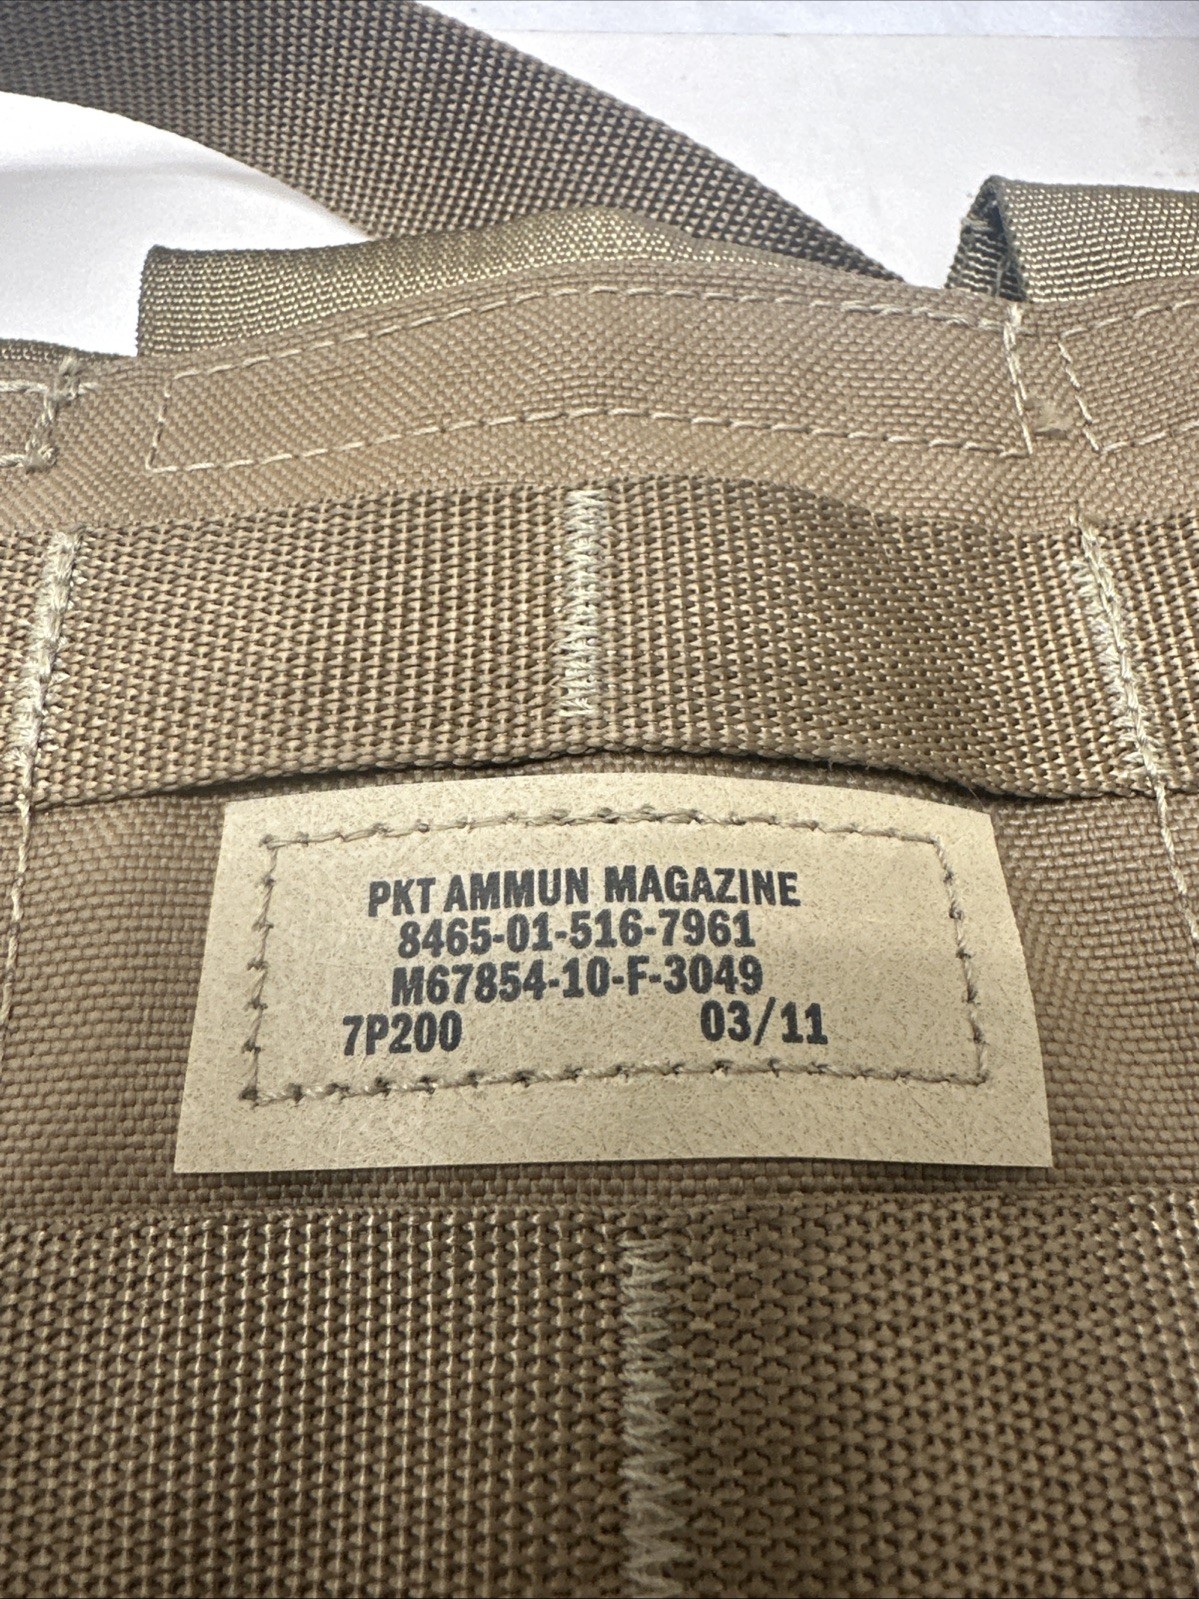 PKT AMMUN MAGAZINE
8465-01-516-7961
M67854-10-F-3049
7P200 03/11